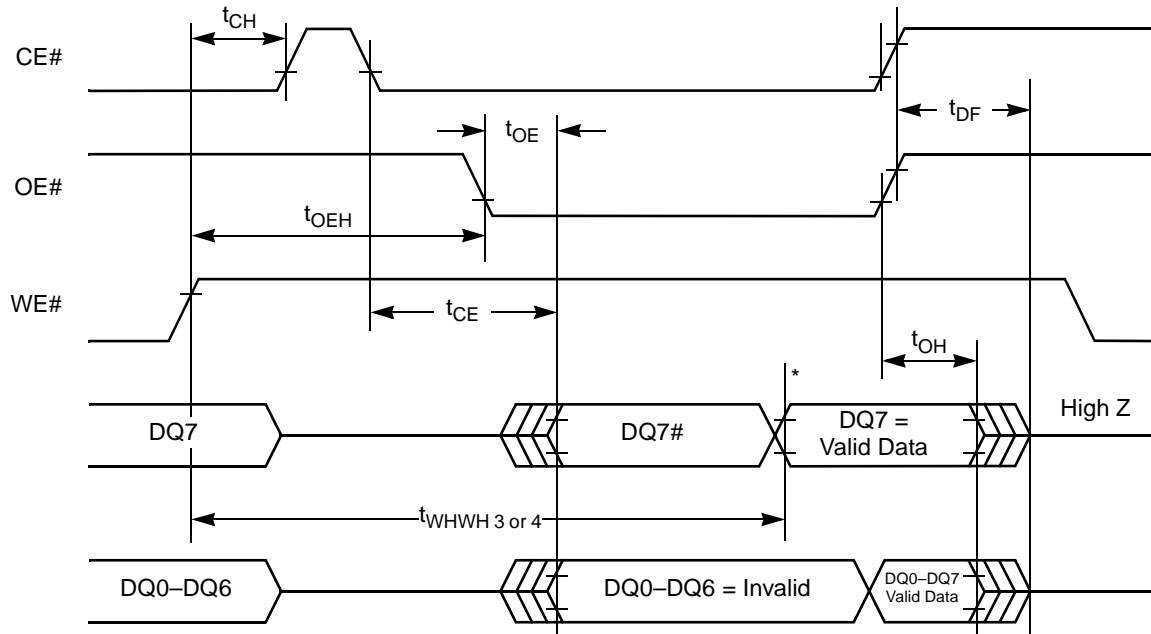 tCH
CE#
tDF
tOE
OE#
tOEH
WE#
tCE
tOH
*
High Z
DQ7
DQ7#
DQ7 =
Valid Data
tWHWH 3 or 4
DQ0–DQ6
DQ0–DQ6 = Invalid
DQ0–DQ7
Valid Data